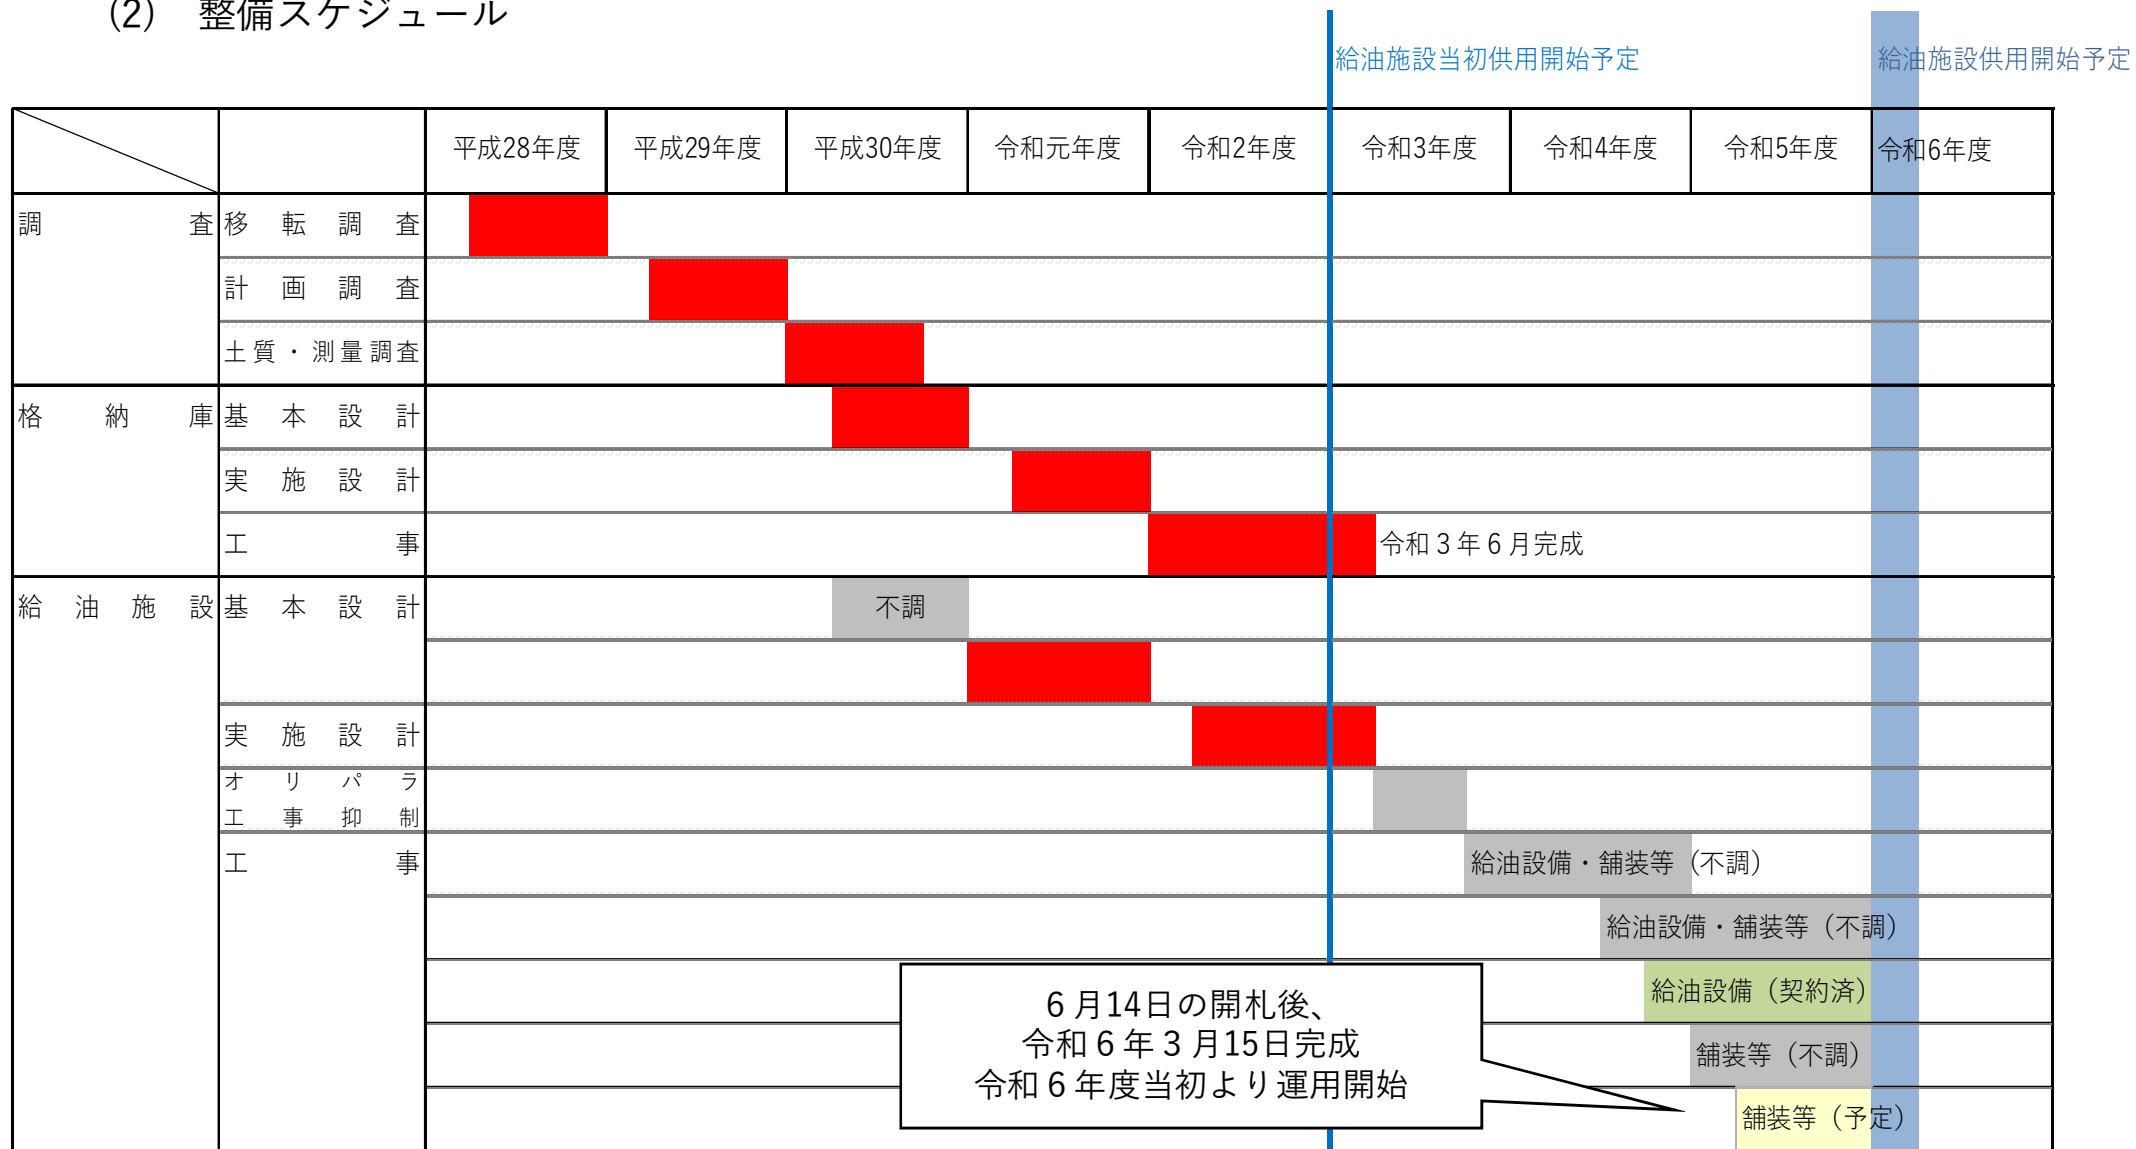 (2) 整備スケジュール
給油施設当初供用開始予定
給油施設供用開始予定
平成28年度 平成29年度 平成30年度 令和元年度 令和2年度 令和3年度 令和4年度 令和5年度 令和6年度
調査 移転調査
計画調査
土質・測量調査
格納庫 基本設計
実施設計
工事 令和3年6月完成
給油施設 基本設計 不調
実施設計
オリパラ
工事抑制
工事 給油設備・舗装等(不調)
給油設備・舗装等(不調)
給油設備(契約済)
舗装等(不調)
舗装等(予定)
6月14日の開札後、
令和6年3月15日完成
令和6年度当初より運用開始